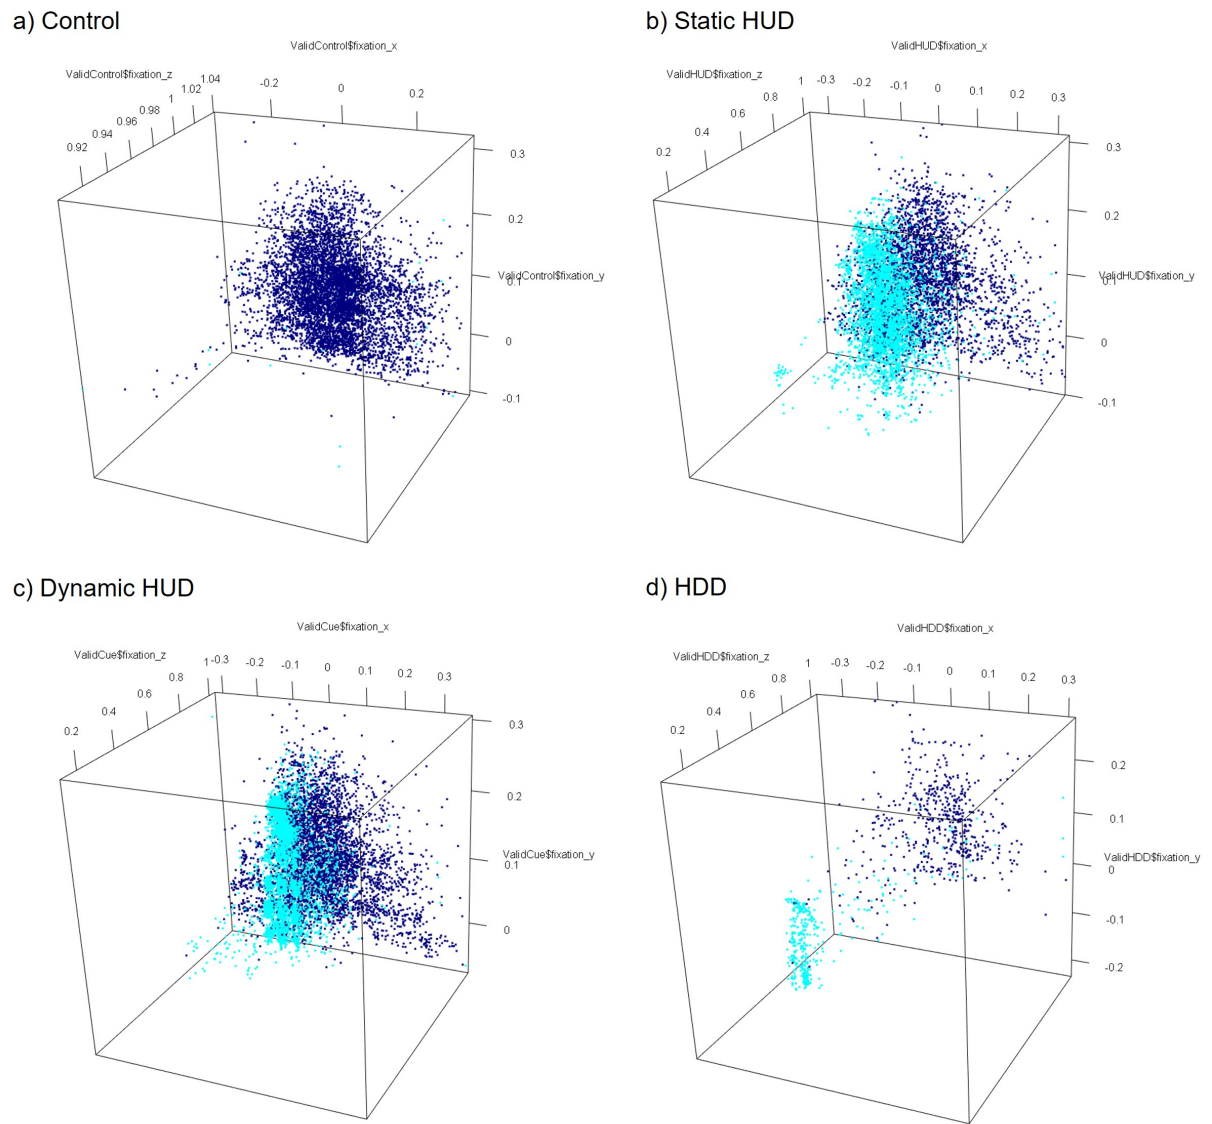 a) Control
ValidControl$fixation_x
ValidControl$fixation_z
0.92 0.94 0.96 0.98 1 1.02 1.04
-0.2 0 0.2
0.3
0.2
ValidControl$fixation_y
0.1
0
-0.1
b) Static HUD
ValidHUD$fixation_x
ValidHUD$fixation_z
0.2 0.4 0.6 0.8 1
-0.3 -0.2 -0.1 0 0.1 0.2 0.3
0.3
0.2
ValidHUD$fixation_y
0.1
0
-0.1
c) Dynamic HUD
ValidCue$fixation_x
ValidCue$fixation_z
0.2 0.4 0.6 0.8 1
-0.3 -0.2 -0.1 0 0.1 0.2 0.3
0.3
0.2
ValidCue$fixation_y
0.1
0
d) HDD
ValidHDD$fixation_x
ValidHDD$fixation_z
0.2 0.4 0.6 0.8 1
-0.3 -0.2 -0.1 0 0.1 0.2 0.3
0.2
0.1
ValidHDD$fixation_y
0
-0.1
-0.2